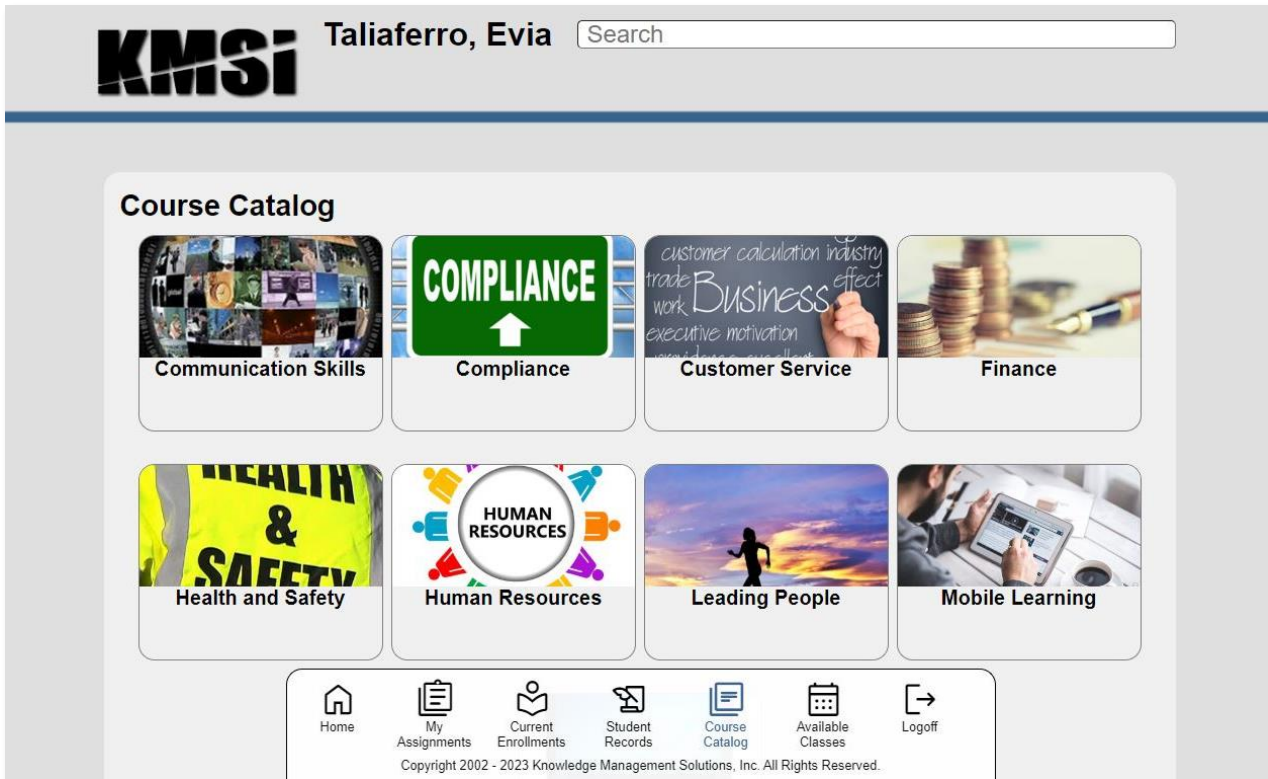 KMSi
Taliaferro, Evia
Search
Course Catalog
COMPLIANCE
customer calculation industry
trade Business effect
work
executive motivation
Communication Skills
Compliance
Customer Service
Finance
HEALTH
&
SAFETY
HUMAN
RESOURCES
Health and Safety
Human Resources
Leading People
Mobile Learning
Home
My
Assignments
Current
Enrollments
Student
Records
Course
Catalog
Available
Classes
Logoff
Copyright 2002 - 2023 Knowledge Management Solutions, Inc. All Rights Reserved.